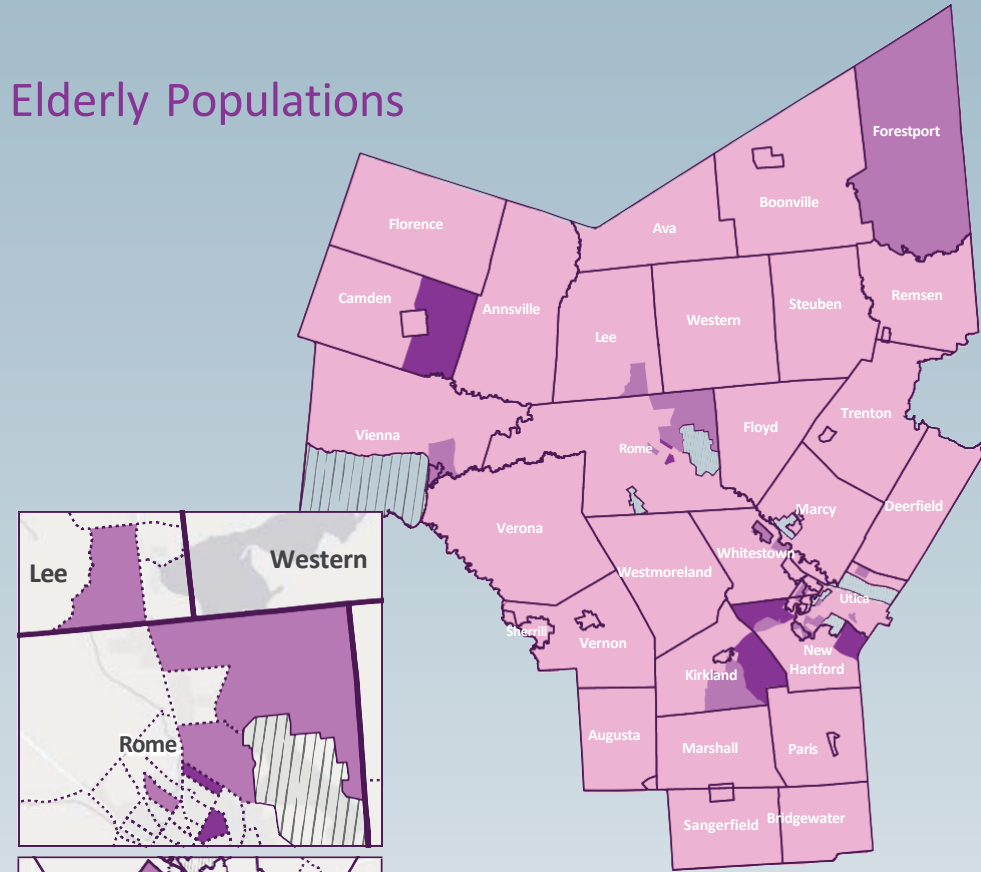 Elderly Populations
Forestport
Boonville
Florence
Ava
Camden
Annsville
Remsen
Steuben
Western
Lee
Trenton
Floyd
Vienna
Rome
Marcy
Deerfield
Verona
Whitestown
Westmoreland
Utica
Sherrill
Vernon
New
Hartford
Kirkland
Augusta
Marshall
Paris
Sangerfield
Bridgewater
Lee
Western
Rome